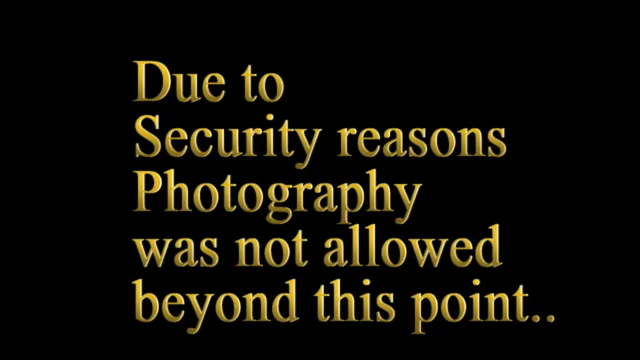 Due to
Security reasons
Photography
was not allowed
beyond this point..